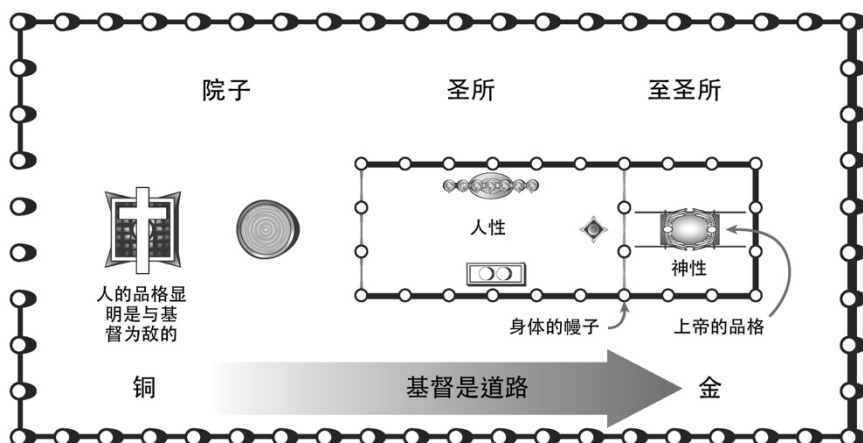 院子
圣所
至圣所
人性
神性
人的品格显
明是与基
督为敌的
身体的幔子
上帝的品格
铜
基督是道路
金